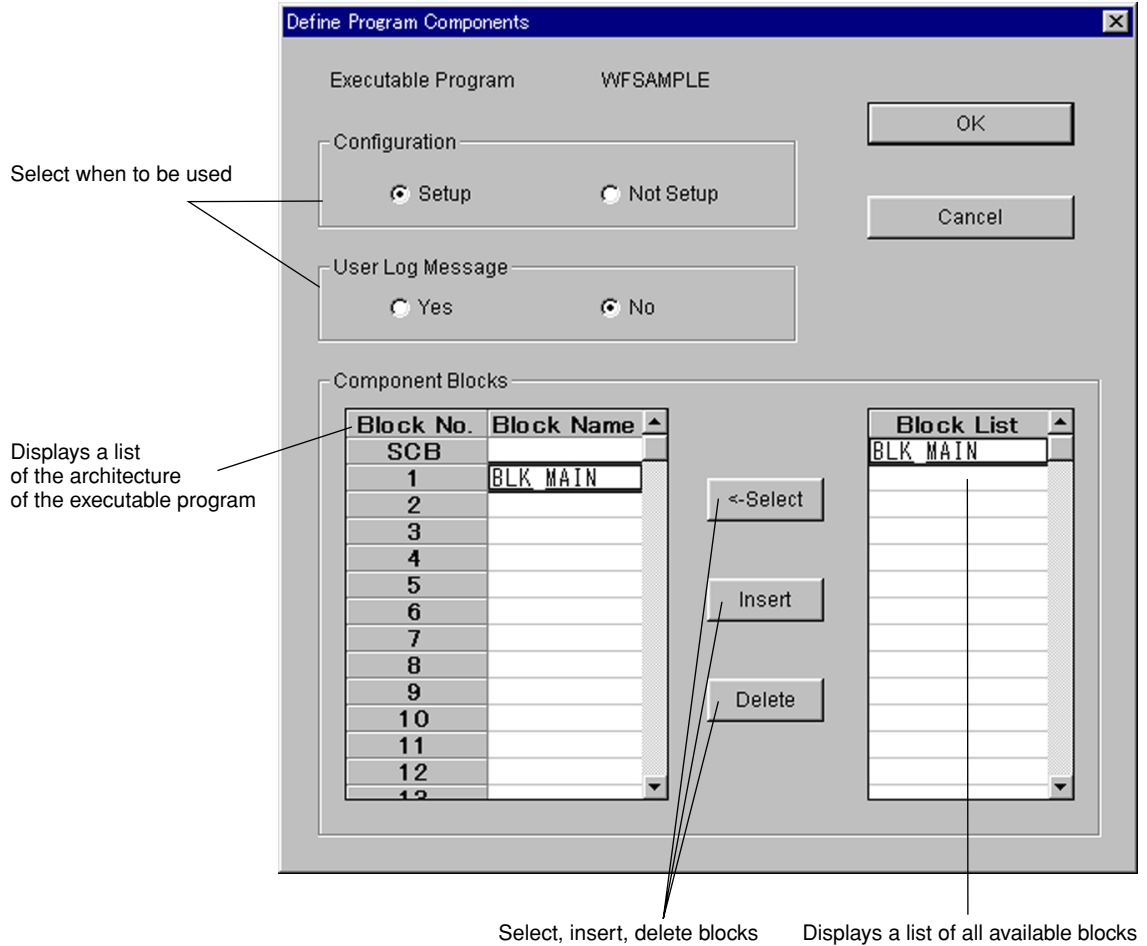 Define Program Components
Executable Program WFSAMPLE
OK
Configuration
Select when to be used
Setup Not Setup
Cancel
User Log Message
Yes No
Component Blocks
Block No. Block Name
Block List
SCB
BLK_MAIN
Displays a list
of the architecture
of the executable program
1 BLK_MAIN
2
3
4
5
6
7
8
9
10
11
12
13
<-Select
Insert
Delete
Select, insert, delete blocks
Displays a list of all available blocks